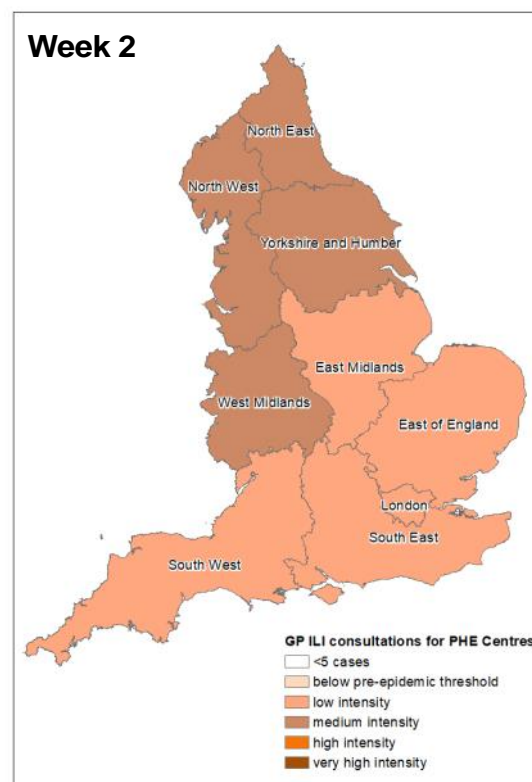 Week 2
North East
North West
Yorkshire and Humber
East Midlands
West Midlands
East of England
London
South East
South West
GP ILI consultations for PHE Centres
<5 cases
below pre-epidemic threshold
low intensity
medium intensity
high intensity
very high intensity